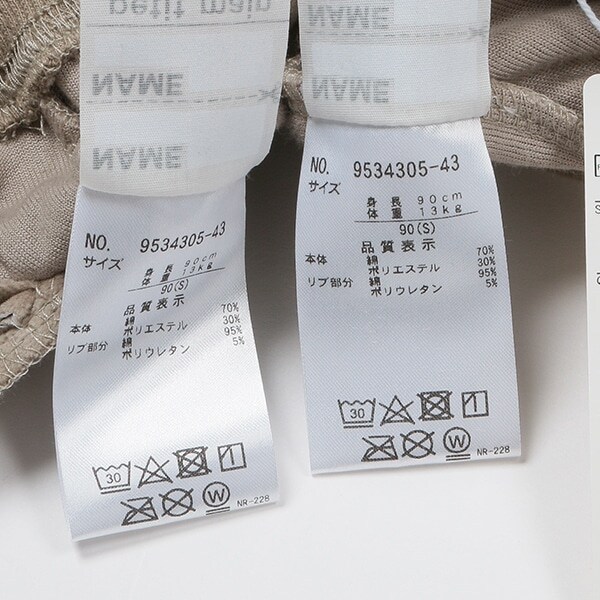 petit main
NAME
NAME
NO. 9534305-43
サイズ
身長 90cm
体重 13kg
90(S)
品質表示
本体 綿 70%
ポリエステル 30%
リブ部分 綿 95%
ポリウレタン 5%
30
W
NR-228
NAME
NAME
NO. 9534305-43
サイズ
身長 90cm
体重 13kg
90(S)
品質表示
本体 綿 70%
ポリエステル 30%
リブ部分 綿 95%
ポリウレタン 5%
30
W
NR-228